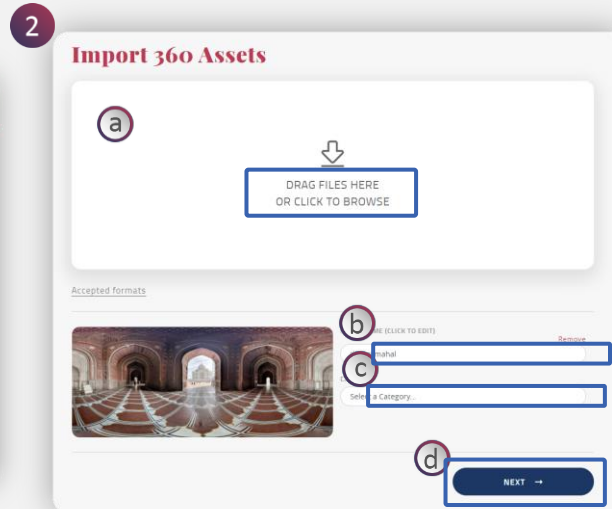 2
Import 360 Assets
a
DRAG FILES HERE
OR CLICK TO BROWSE
Accepted formats
b
(CLICK TO EDIT)
Remove
mahal
c
Select a Category...
d
NEXT →